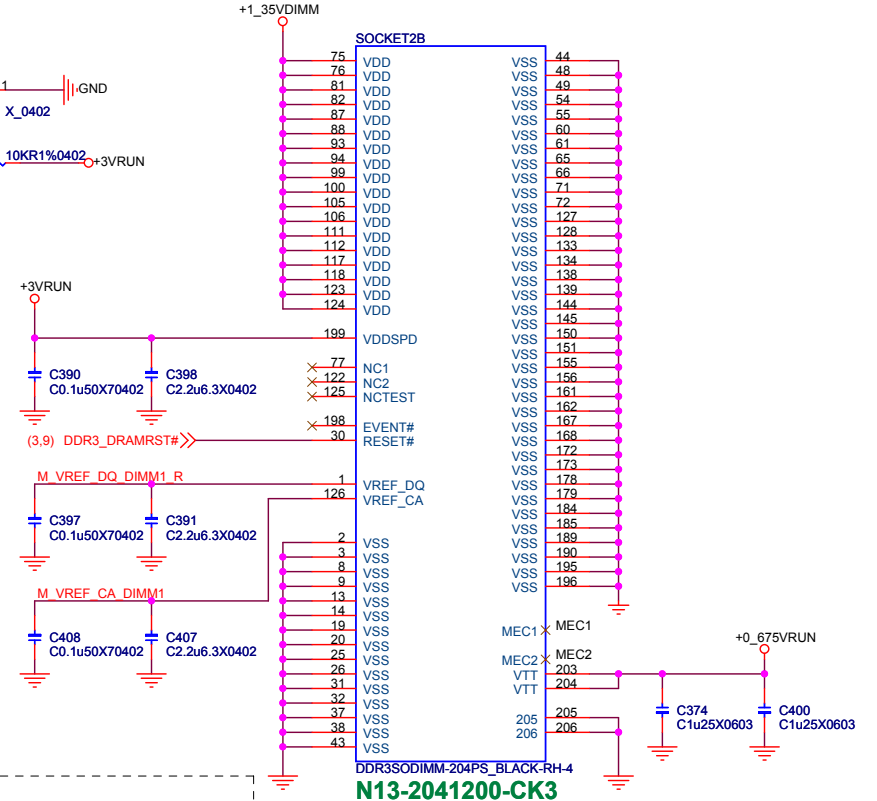 +1_35VDIMM
SOCKET2B
1
GND
X_0402
10KR1%0402
+3VRUN
75 VDD VSS 44
76 VDD VSS 48
81 VDD VSS 49
82 VDD VSS 54
87 VDD VSS 55
88 VDD VSS 60
93 VDD VSS 61
94 VDD VSS 65
99 VDD VSS 66
100 VDD VSS 71
105 VDD VSS 72
106 VDD VSS 127
111 VDD VSS 128
112 VDD VSS 133
117 VDD VSS 134
118 VDD VSS 138
123 VDD VSS 139
124 VDD VSS 144
VSS 145
+3VRUN
199 VDDSPD VSS 150
VSS 151
77 NC1 VSS 155
122 NC2 VSS 156
125 NCTEST VSS 161
VSS 162
198 EVENT# VSS 167
30 RESET# VSS 168
C390
C0.1u50X70402
C398
C2.2u6.3X0402
(3,9) DDR3_DRAMRST#
VSS 172
VSS 173
M_VREF_DQ_DIMM1_R
1 VREF_DQ VSS 178
126 VREF_CA VSS 179
VSS 184
VSS 185
C397
C0.1u50X70402
C391
C2.2u6.3X0402
2 VSS VSS 189
3 VSS VSS 190
8 VSS VSS 195
9 VSS VSS 196
13 VSS
14 VSS
19 VSS MEC1 MEC1
20 VSS
25 VSS MEC2 MEC2
26 VSS VTT 203
31 VSS VTT 204
32 VSS
37 VSS 205 205
38 VSS 206 206
43 VSS
M_VREF_CA_DIMM1
C408
C0.1u50X70402
C407
C2.2u6.3X0402
+0_675VRUN
C374
C1u25X0603
C400
C1u25X0603
DDR3SODIMM-204PS_BLACK-RH-4
N13-2041200-CK3